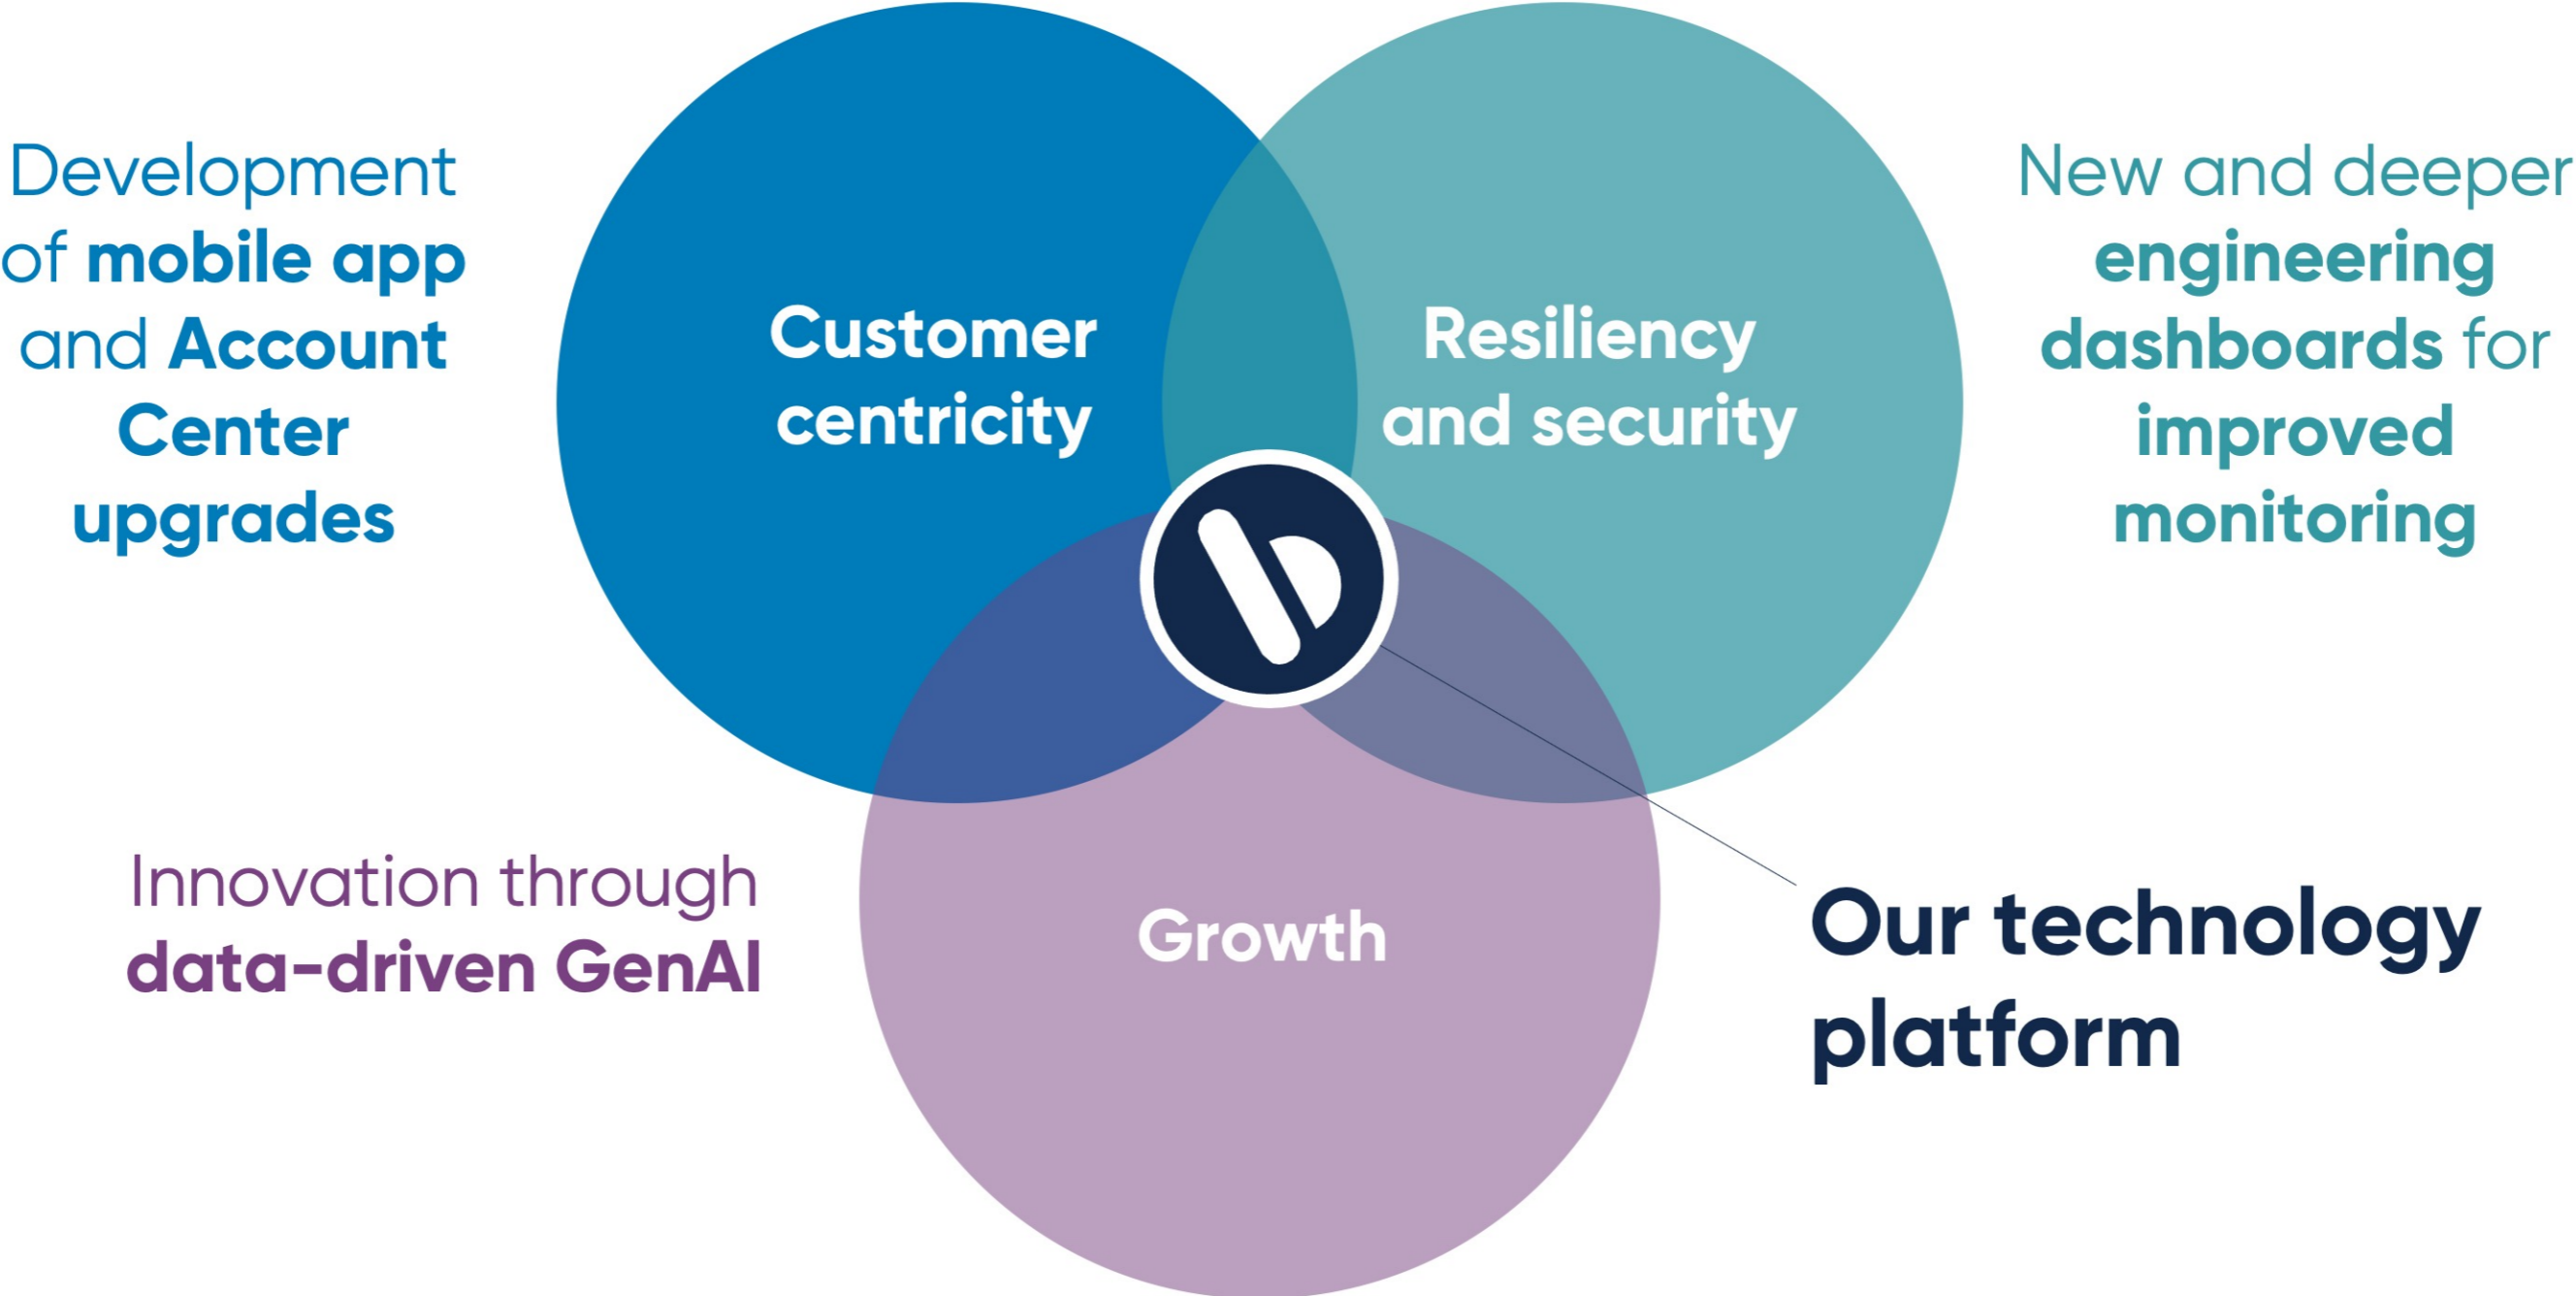 Development
of mobile app
and Account
Center
upgrades
Customer
centricity
Resiliency
and security
New and deeper
engineering
dashboards for
improved
monitoring
Innovation through
data-driven GenAI
Growth
Our technology
platform